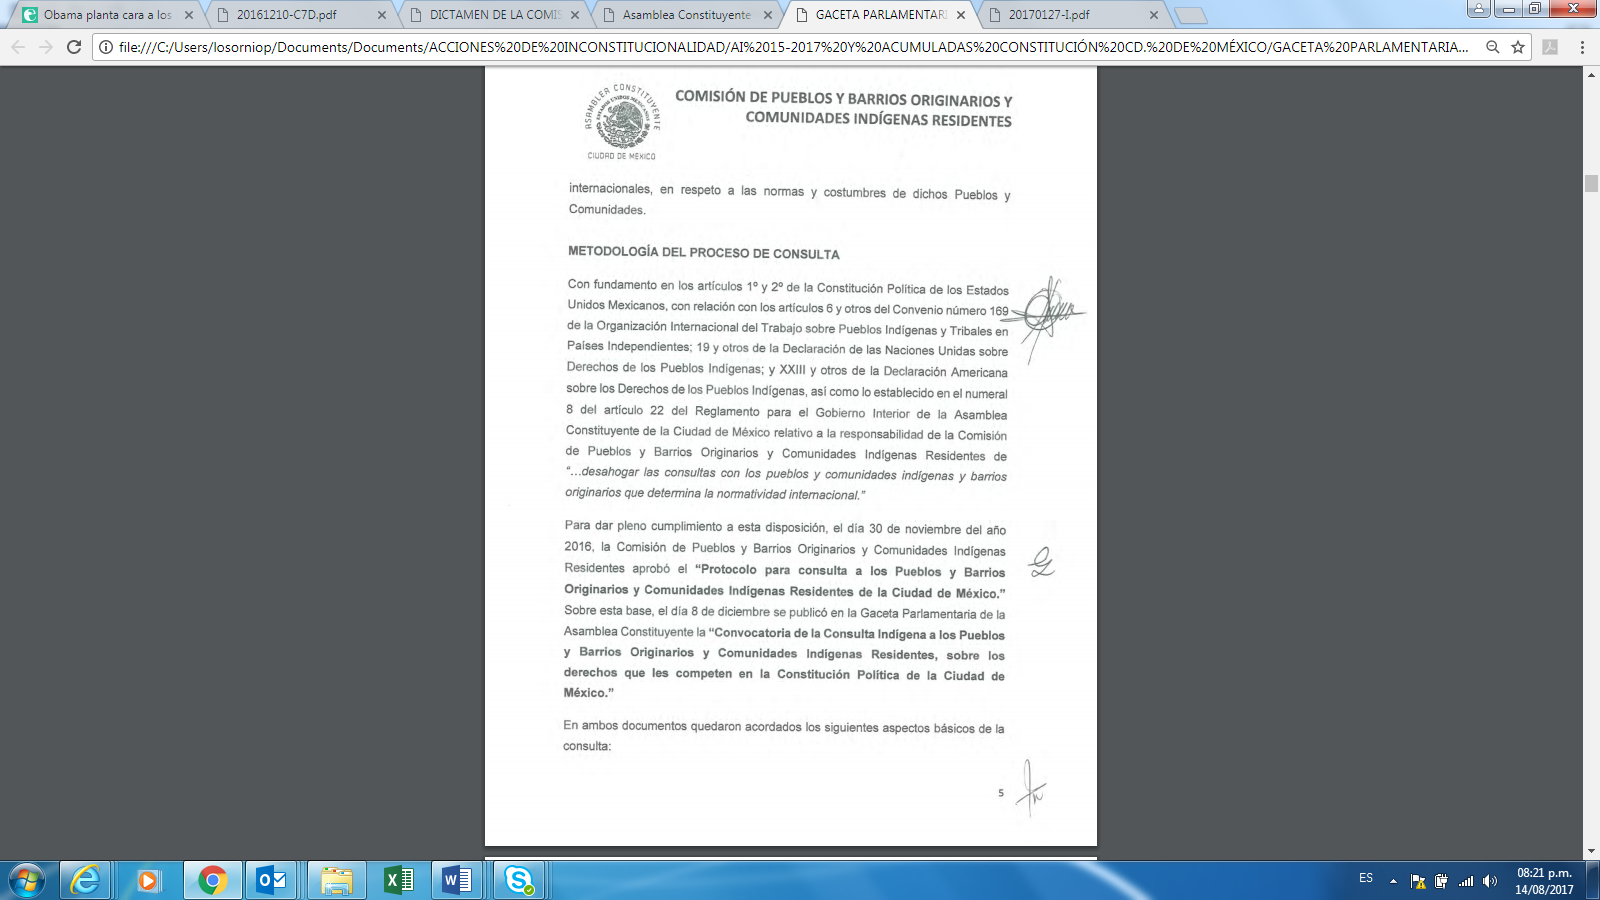 Obama planta cara a los
20161210-C7D.pdf
DICTAMEN DE LA COMIS
Asamblea Constituyente
GACETA PARLAMENTARI
20170127-I.pdf
file:///C:/Users/losorniop/Documents/Documents/ACCIONES%20DE%20INCONSTITUCIONALIDAD/AI%2015-2017%20Y%20ACUMULADAS%20CONSTITUCIÓN%20CD.%20DE%20MÉXICO/GACETA%20PARLAMENTARIA...
ASAMBLEA CONSTITUYENTE
ESTADOS UNIDOS MEXICANOS
CIUDAD DE MÉXICO
COMISIÓN DE PUEBLOS Y BARRIOS ORIGINARIOS Y
COMUNIDADES INDÍGENAS RESIDENTES
internacionales, en respeto a las normas y costumbres de dichos Pueblos y
Comunidades.
METODOLOGÍA DEL PROCESO DE CONSULTA
Con fundamento en los artículos 1º y 2º de la Constitución Política de los Estados
Unidos Mexicanos, con relación con los artículos 6 y otros del Convenio número 169
de la Organización Internacional del Trabajo sobre Pueblos Indígenas y Tribales en
Países Independientes; 19 y otros de la Declaración de las Naciones Unidas sobre
Derechos de los Pueblos Indígenas; y XXIII y otros de la Declaración Americana
sobre los Derechos de los Pueblos Indígenas, así como lo establecido en el numeral
8 del artículo 22 del Reglamento para el Gobierno Interior de la Asamblea
Constituyente de la Ciudad de México relativo a la responsabilidad de la Comisión
de Pueblos y Barrios Originarios y Comunidades Indígenas Residentes de
“…desahogar las consultas con los pueblos y comunidades indígenas y barrios
originarios que determina la normatividad internacional.”
Para dar pleno cumplimiento a esta disposición, el día 30 de noviembre del año
2016, la Comisión de Pueblos y Barrios Originarios y Comunidades Indígenas
Residentes aprobó el “Protocolo para consulta a los Pueblos y Barrios
Originarios y Comunidades Indígenas Residentes de la Ciudad de México.”
Sobre esta base, el día 8 de diciembre se publicó en la Gaceta Parlamentaria de la
Asamblea Constituyente la “Convocatoria de la Consulta Indígena a los Pueblos
y Barrios Originarios y Comunidades Indígenas Residentes, sobre los
derechos que les competen en la Constitución Política de la Ciudad de
México.”
En ambos documentos quedaron acordados los siguientes aspectos básicos de la
consulta:
5
ES
08:21 p.m.
14/08/2017